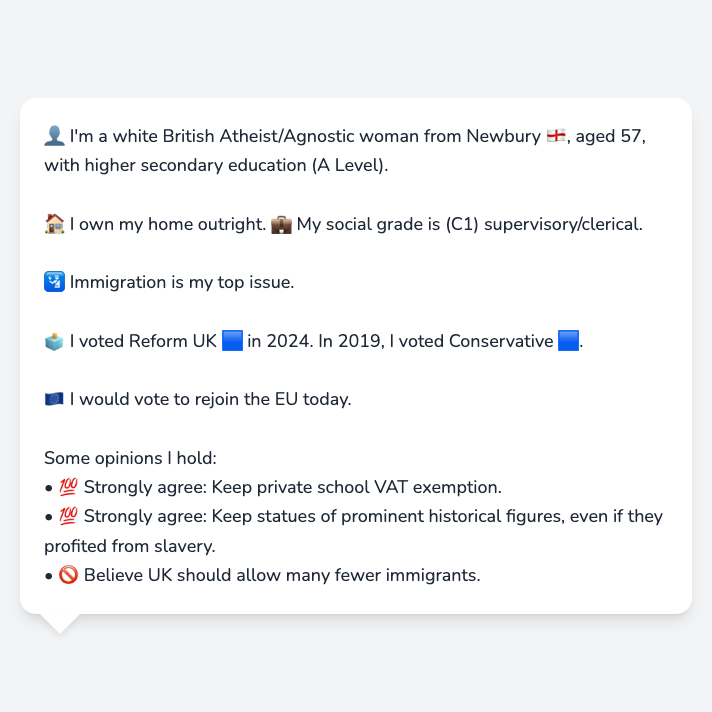 👤 I'm a white British Atheist/Agnostic woman from Newbury 🏴󠁧󠁢󠁥󠁮󠁧󠁿, aged 57,
with higher secondary education (A Level).
🏠 I own my home outright. 💼 My social grade is (C1) supervisory/clerical.
🛂 Immigration is my top issue.
🗳️ I voted Reform UK 🟦 in 2024. In 2019, I voted Conservative 🟦.
🇪🇺 I would vote to rejoin the EU today.
Some opinions I hold:
• 💯 Strongly agree: Keep private school VAT exemption.
• 💯 Strongly agree: Keep statues of prominent historical figures, even if they
profited from slavery.
• 🚫 Believe UK should allow many fewer immigrants.